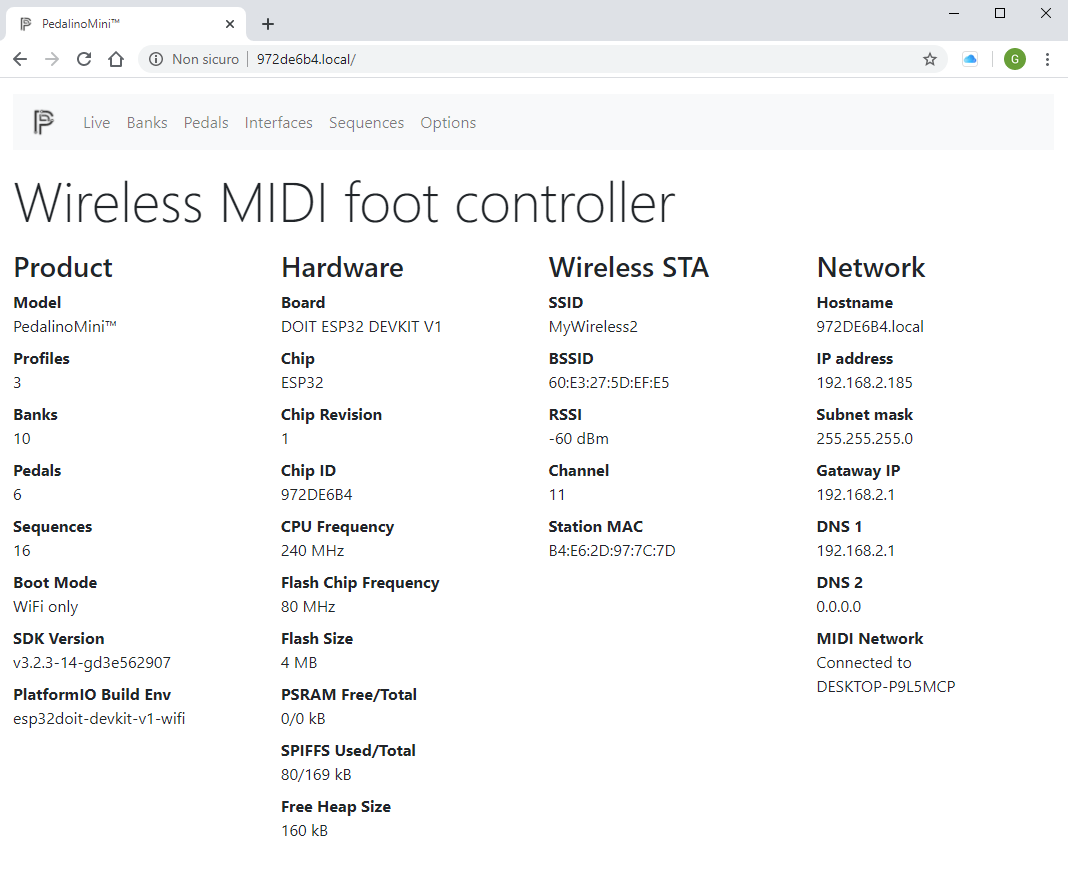 PedalinoMini™
Non sicuro
972de6b4.local/
G
Live Banks Pedals Interfaces Sequences Options
Wireless MIDI foot controller
Product
Model
PedalinoMini™
Profiles
3
Banks
10
Pedals
6
Sequences
16
Boot Mode
WiFi only
SDK Version
v3.2.3-14-gd3e562907
PlatformIO Build Env
esp32doit-devkit-v1-wifi
Hardware
Board
DOIT ESP32 DEVKIT V1
Chip
ESP32
Chip Revision
1
Chip ID
972DE6B4
CPU Frequency
240 MHz
Flash Chip Frequency
80 MHz
Flash Size
4 MB
PSRAM Free/Total
0/0 kB
SPIFFS Used/Total
80/169 kB
Free Heap Size
160 kB
Wireless STA
SSID
MyWireless2
BSSID
60:E3:27:5D:EF:E5
RSSI
-60 dBm
Channel
11
Station MAC
B4:E6:2D:97:7C:7D
Network
Hostname
972DE6B4.local
IP address
192.168.2.185
Subnet mask
255.255.255.0
Gataway IP
192.168.2.1
DNS 1
192.168.2.1
DNS 2
0.0.0.0
MIDI Network
Connected to
DESKTOP-P9L5MCP